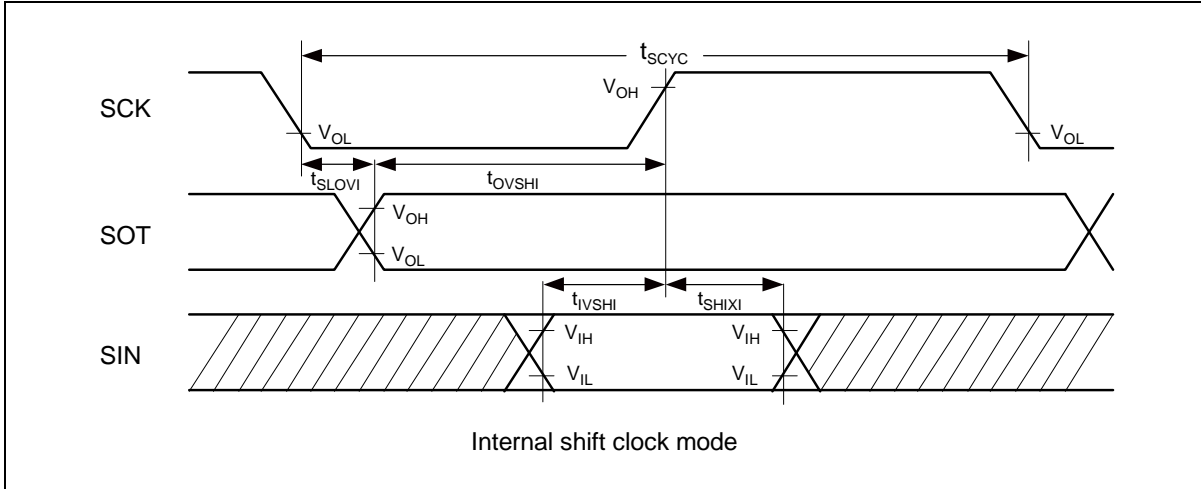 tSCYC
SCK
VOH
VOL
VOL
tSLOVI
tOVSHI
SOT
VOH
VOL
tIVSHI
tSHIXI
SIN
VIH
VIH
VIL
VIL
Internal shift clock mode